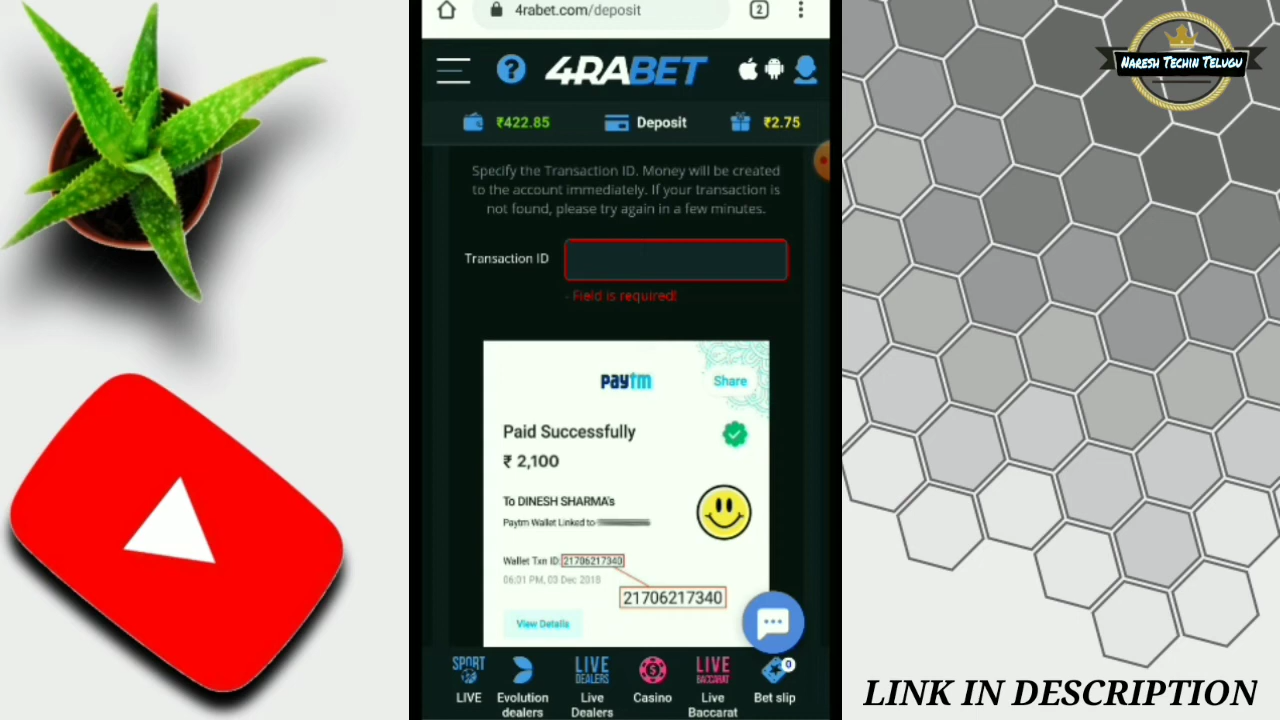 4rabet.com/deposit
2
4RABET
₹422.85
Deposit
₹2.75
Specify the Transaction ID. Money will be created
to the account immediately. If your transaction is
not found, please try again in a few minutes.
Transaction ID
- Field is required!
paytm
Share
Paid Successfully
₹ 2,100
To DINESH SHARMA's
Paytm Wallet Linked to
Wallet Txn ID: 21706217340
06:01 PM, 03 Dec 2018
21706217340
View Details
SPORT
LIVE
Evolution
dealers
LIVE
DEALERS
Live
Dealers
Casino
LIVE
BACCARAT
Live
Baccarat
0
Bet slip
NARESH TECHIN TELUGU
LINK IN DESCRIPTION